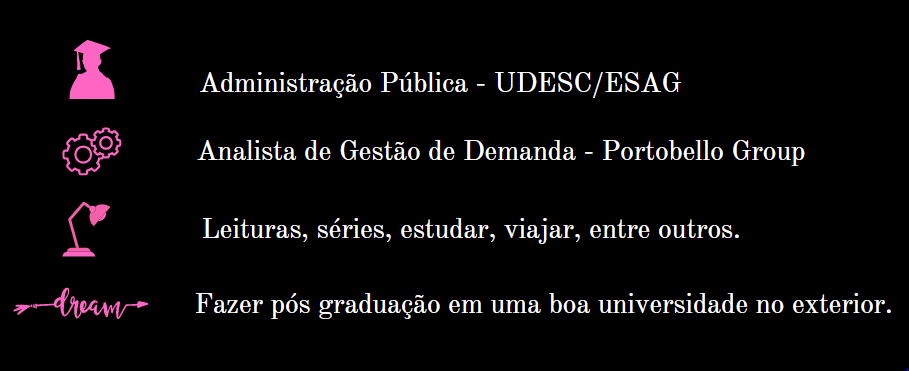 Administração Pública - UDESC/ESAG
Analista de Gestão de Demanda - Portobello Group
Leituras, séries, estudar, viajar, entre outros.
dream
Fazer pós graduação em uma boa universidade no exterior.